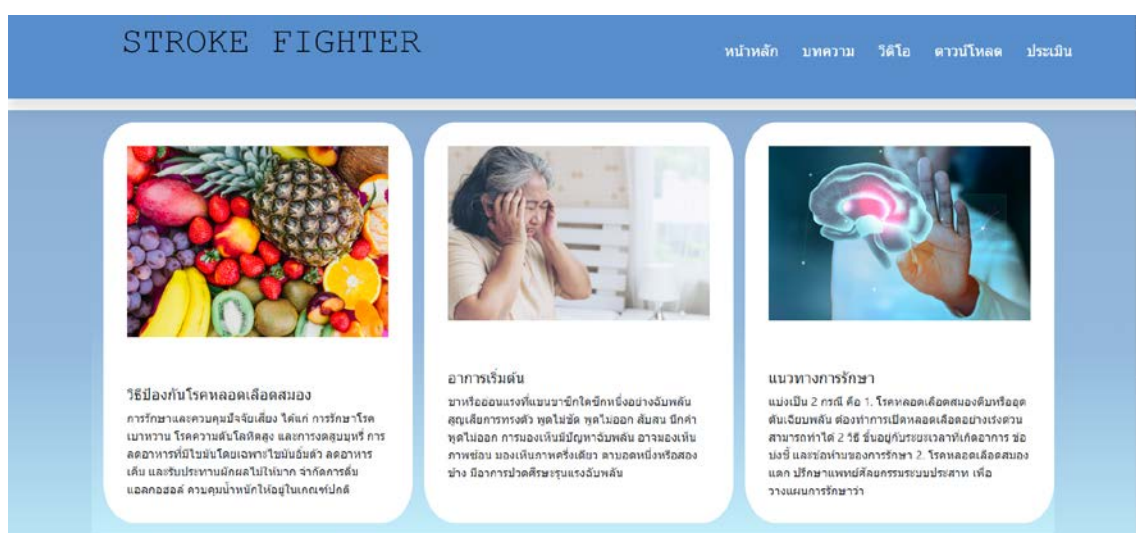 STROKE FIGHTER
หน้าหลัก บทความ วิดีโอ ดาวน์โหลด ประเมิน
วิธีป้องกันโรคหลอดเลือดสมอง
การรักษาและควบคุมปัจจัยเสี่ยง ได้แก่ การรักษาโรค
เบาหวาน โรคความดันโลหิตสูง และการงดสูบบุหรี่ การ
ลดอาหารที่มีไขมันโดยเฉพาะไขมันอิ่มตัว ลดอาหาร
เค็ม และรับประทานผักผลไม้ให้มาก จำกัดการดื่ม
แอลกอฮอล์ ควบคุมน้ำหนักให้อยู่ในเกณฑ์ปกติ
อาการเริ่มต้น
ชาหรืออ่อนแรงที่แขนขาซีกใดซีกหนึ่งอย่างฉับพลัน
สูญเสียการทรงตัว พูดไม่ชัด พูดไม่ออก สับสน นึกคำ
พูดไม่ออก การมองเห็นมีปัญหาฉับพลัน อาจมองเห็น
ภาพซ้อน มองเห็นภาพครึ่งเดียว ตาบอดหนึ่งหรือสอง
ข้าง มีอาการปวดศีรษะรุนแรงฉับพลัน
แนวทางการรักษา
แบ่งเป็น 2 กรณี คือ 1. โรคหลอดเลือดสมองตีบหรืออุด
ตันเฉียบพลัน ต้องทำการเปิดหลอดเลือดอย่างเร่งด่วน
สามารถทำได้ 2 วิธี ขึ้นอยู่กับระยะเวลาที่เกิดอาการ ข้อ
บ่งชี้ และข้อห้ามของการรักษา 2. โรคหลอดเลือดสมอง
แตก ปรึกษาแพทย์ศัลยกรรมระบบประสาท เพื่อ
วางแผนการรักษาว่า